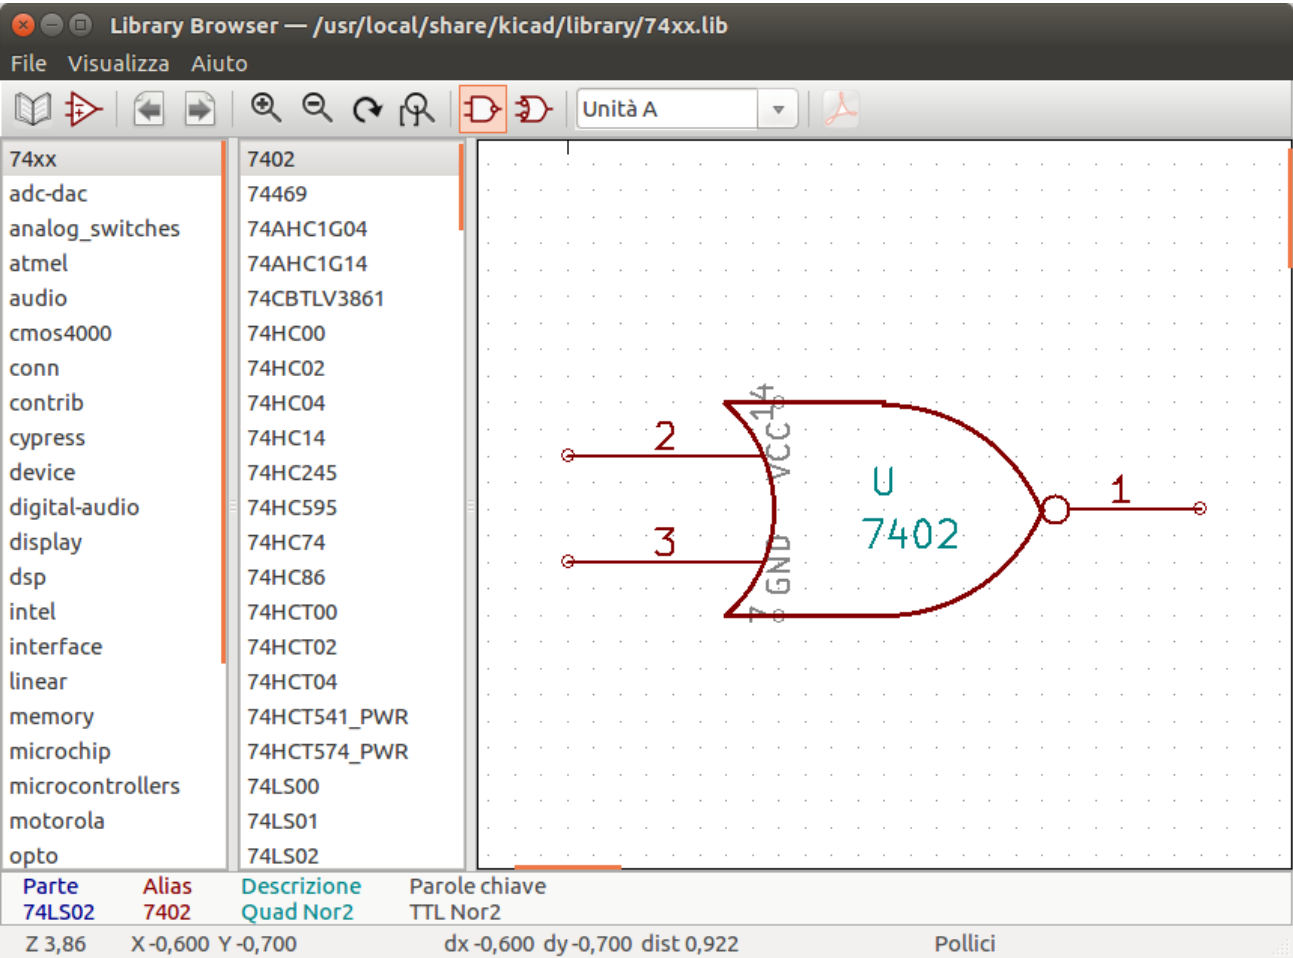 Library Browser — /usr/local/share/kicad/library/74xx.lib
File Visualizza Aiuto
Unità A
74xx
adc-dac
analog_switches
atmel
audio
cmos4000
conn
contrib
cypress
device
digital-audio
display
dsp
intel
interface
linear
memory
microchip
microcontrollers
motorola
opto
7402
74469
74AHC1G04
74AHC1G14
74CBTLV3861
74HC00
74HC02
74HC04
74HC14
74HC245
74HC595
74HC74
74HC86
74HCT00
74HCT02
74HCT04
74HCT541_PWR
74HCT574_PWR
74LS00
74LS01
74LS02
14
VCC
2
3
GND
7
U
7402
1
Parte Alias Descrizione Parole chiave
74LS02 7402 Quad Nor2 TTL Nor2
Z 3,86 X -0,600 Y -0,700 dx -0,600 dy -0,700 dist 0,922 Pollici